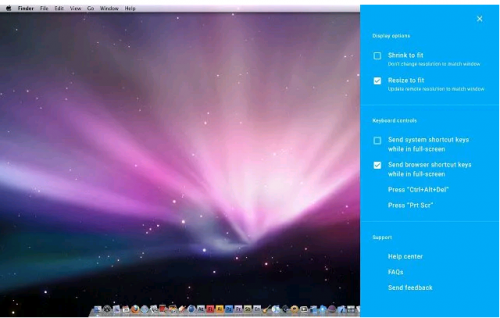 Finder File Edit View Go Window Help
Display options
Shrink to fit
Don't change resolution to match window
Resize to fit
Update remote resolution to match window
Keyboard controls
Send system shortcut keys
while in full-screen
Send browser shortcut keys
while in full-screen
Press "Ctrl+Alt+Del"
Press "Prt Scr"
Support
Help center
FAQs
Send feedback